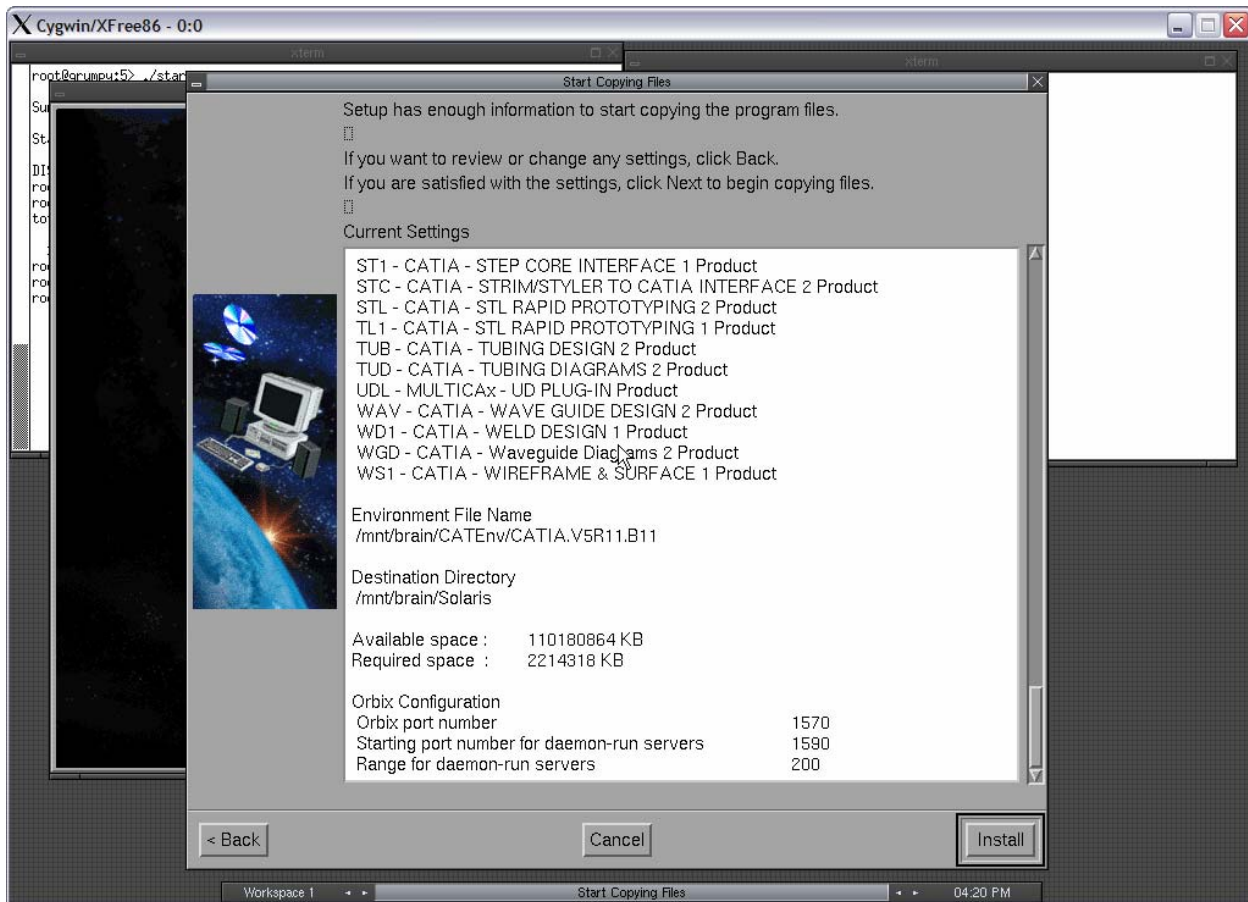 Cygwin/XFree86 - 0:0
xterm
xterm
root@grumpy:5> ./star
Su
St
DI
ro
ro
to
ro
ro
ro
Start Copying Files
Setup has enough information to start copying the program files.
If you want to review or change any settings, click Back.
If you are satisfied with the settings, click Next to begin copying files.
Current Settings
ST1 - CATIA - STEP CORE INTERFACE 1 Product
STC - CATIA - STRIM/STYLER TO CATIA INTERFACE 2 Product
STL - CATIA - STL RAPID PROTOTYPING 2 Product
TL1 - CATIA - STL RAPID PROTOTYPING 1 Product
TUB - CATIA - TUBING DESIGN 2 Product
TUD - CATIA - TUBING DIAGRAMS 2 Product
UDL - MULTICAx - UD PLUG-IN Product
WAV - CATIA - WAVE GUIDE DESIGN 2 Product
WD1 - CATIA - WELD DESIGN 1 Product
WGD - CATIA - Waveguide Diagrams 2 Product
WS1 - CATIA - WIREFRAME & SURFACE 1 Product
Environment File Name
/mnt/brain/CATEnv/CATIA.V5R11.B11
Destination Directory
/mnt/brain/Solaris
Available space : 110180864 KB
Required space : 2214318 KB
Orbix Configuration
Orbix port number 1570
Starting port number for daemon-run servers 1590
Range for daemon-run servers 200
< Back Cancel Install
Workspace 1 Start Copying Files 04:20 PM